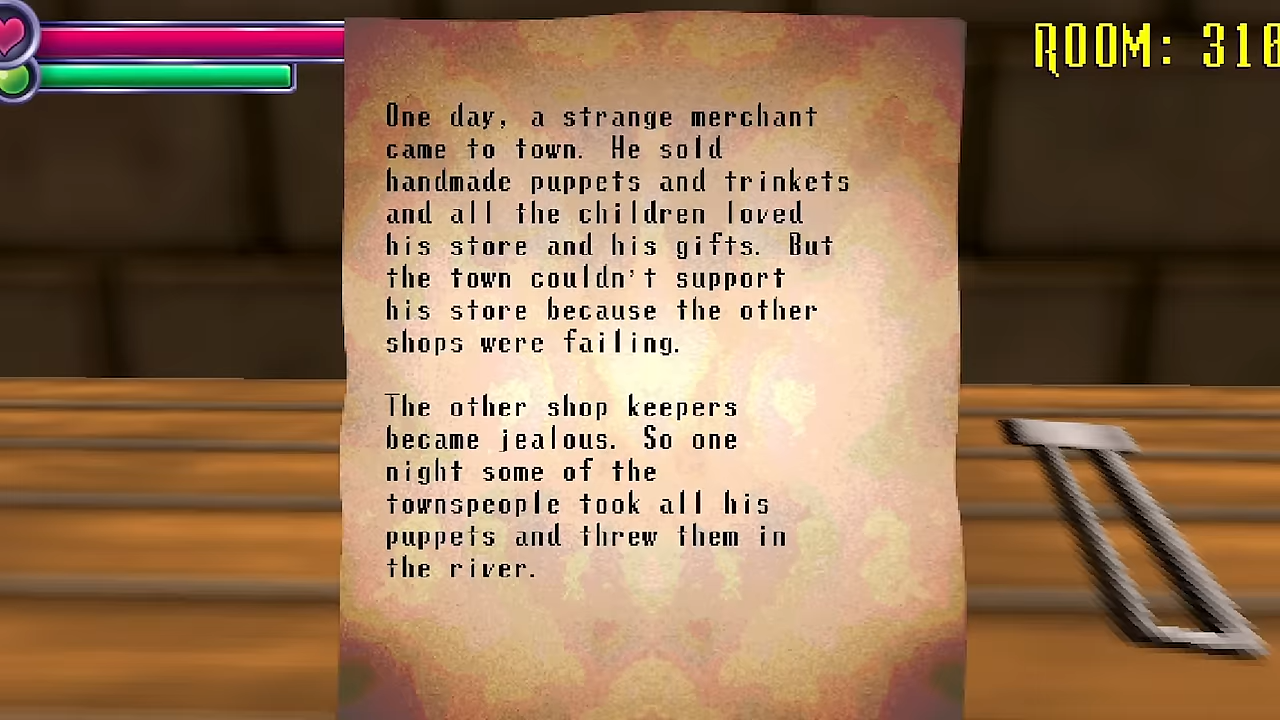 ROOM: 310
One day, a strange merchant
came to town. He sold
handmade puppets and trinkets
and all the children loved
his store and his gifts. But
the town couldn't support
his store because the other
shops were failing.
The other shop keepers
became jealous. So one
night some of the
townspeople took all his
puppets and threw them in
the river.